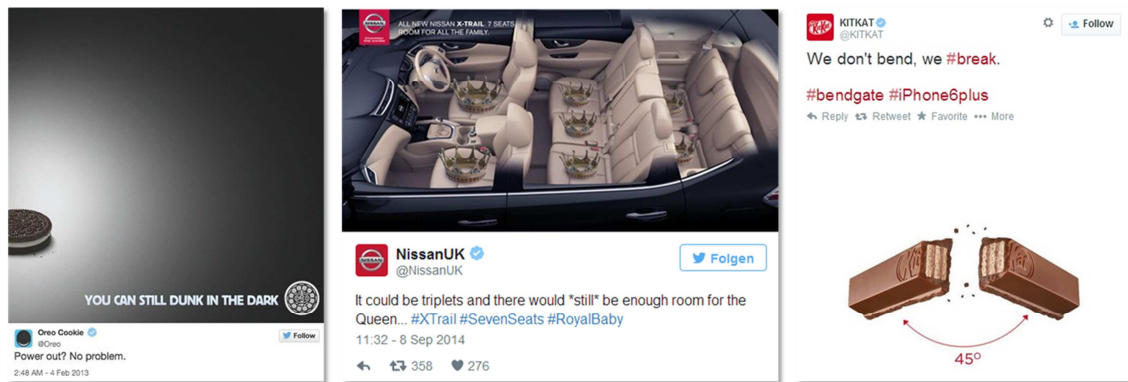 YOU CAN STILL DUNK IN THE DARK
Oreo Cookie
@Oreo
Follow
Power out? No problem.
2:48 AM - 4 Feb 2013
NISSAN
ALL NEW NISSAN X-TRAIL. 7 SEATS
ROOM FOR ALL THE FAMILY.
NissanUK
@NissanUK
Folgen
It could be triplets and there would *still* be enough room for the
Queen... #XTrail #SevenSeats #RoyalBaby
11:32 - 8 Sep 2014
358 276
KitKat
KITKAT
@KITKAT
Follow
We don't bend, we #break.
#bendgate #iPhone6plus
Reply Retweet Favorite More
45°